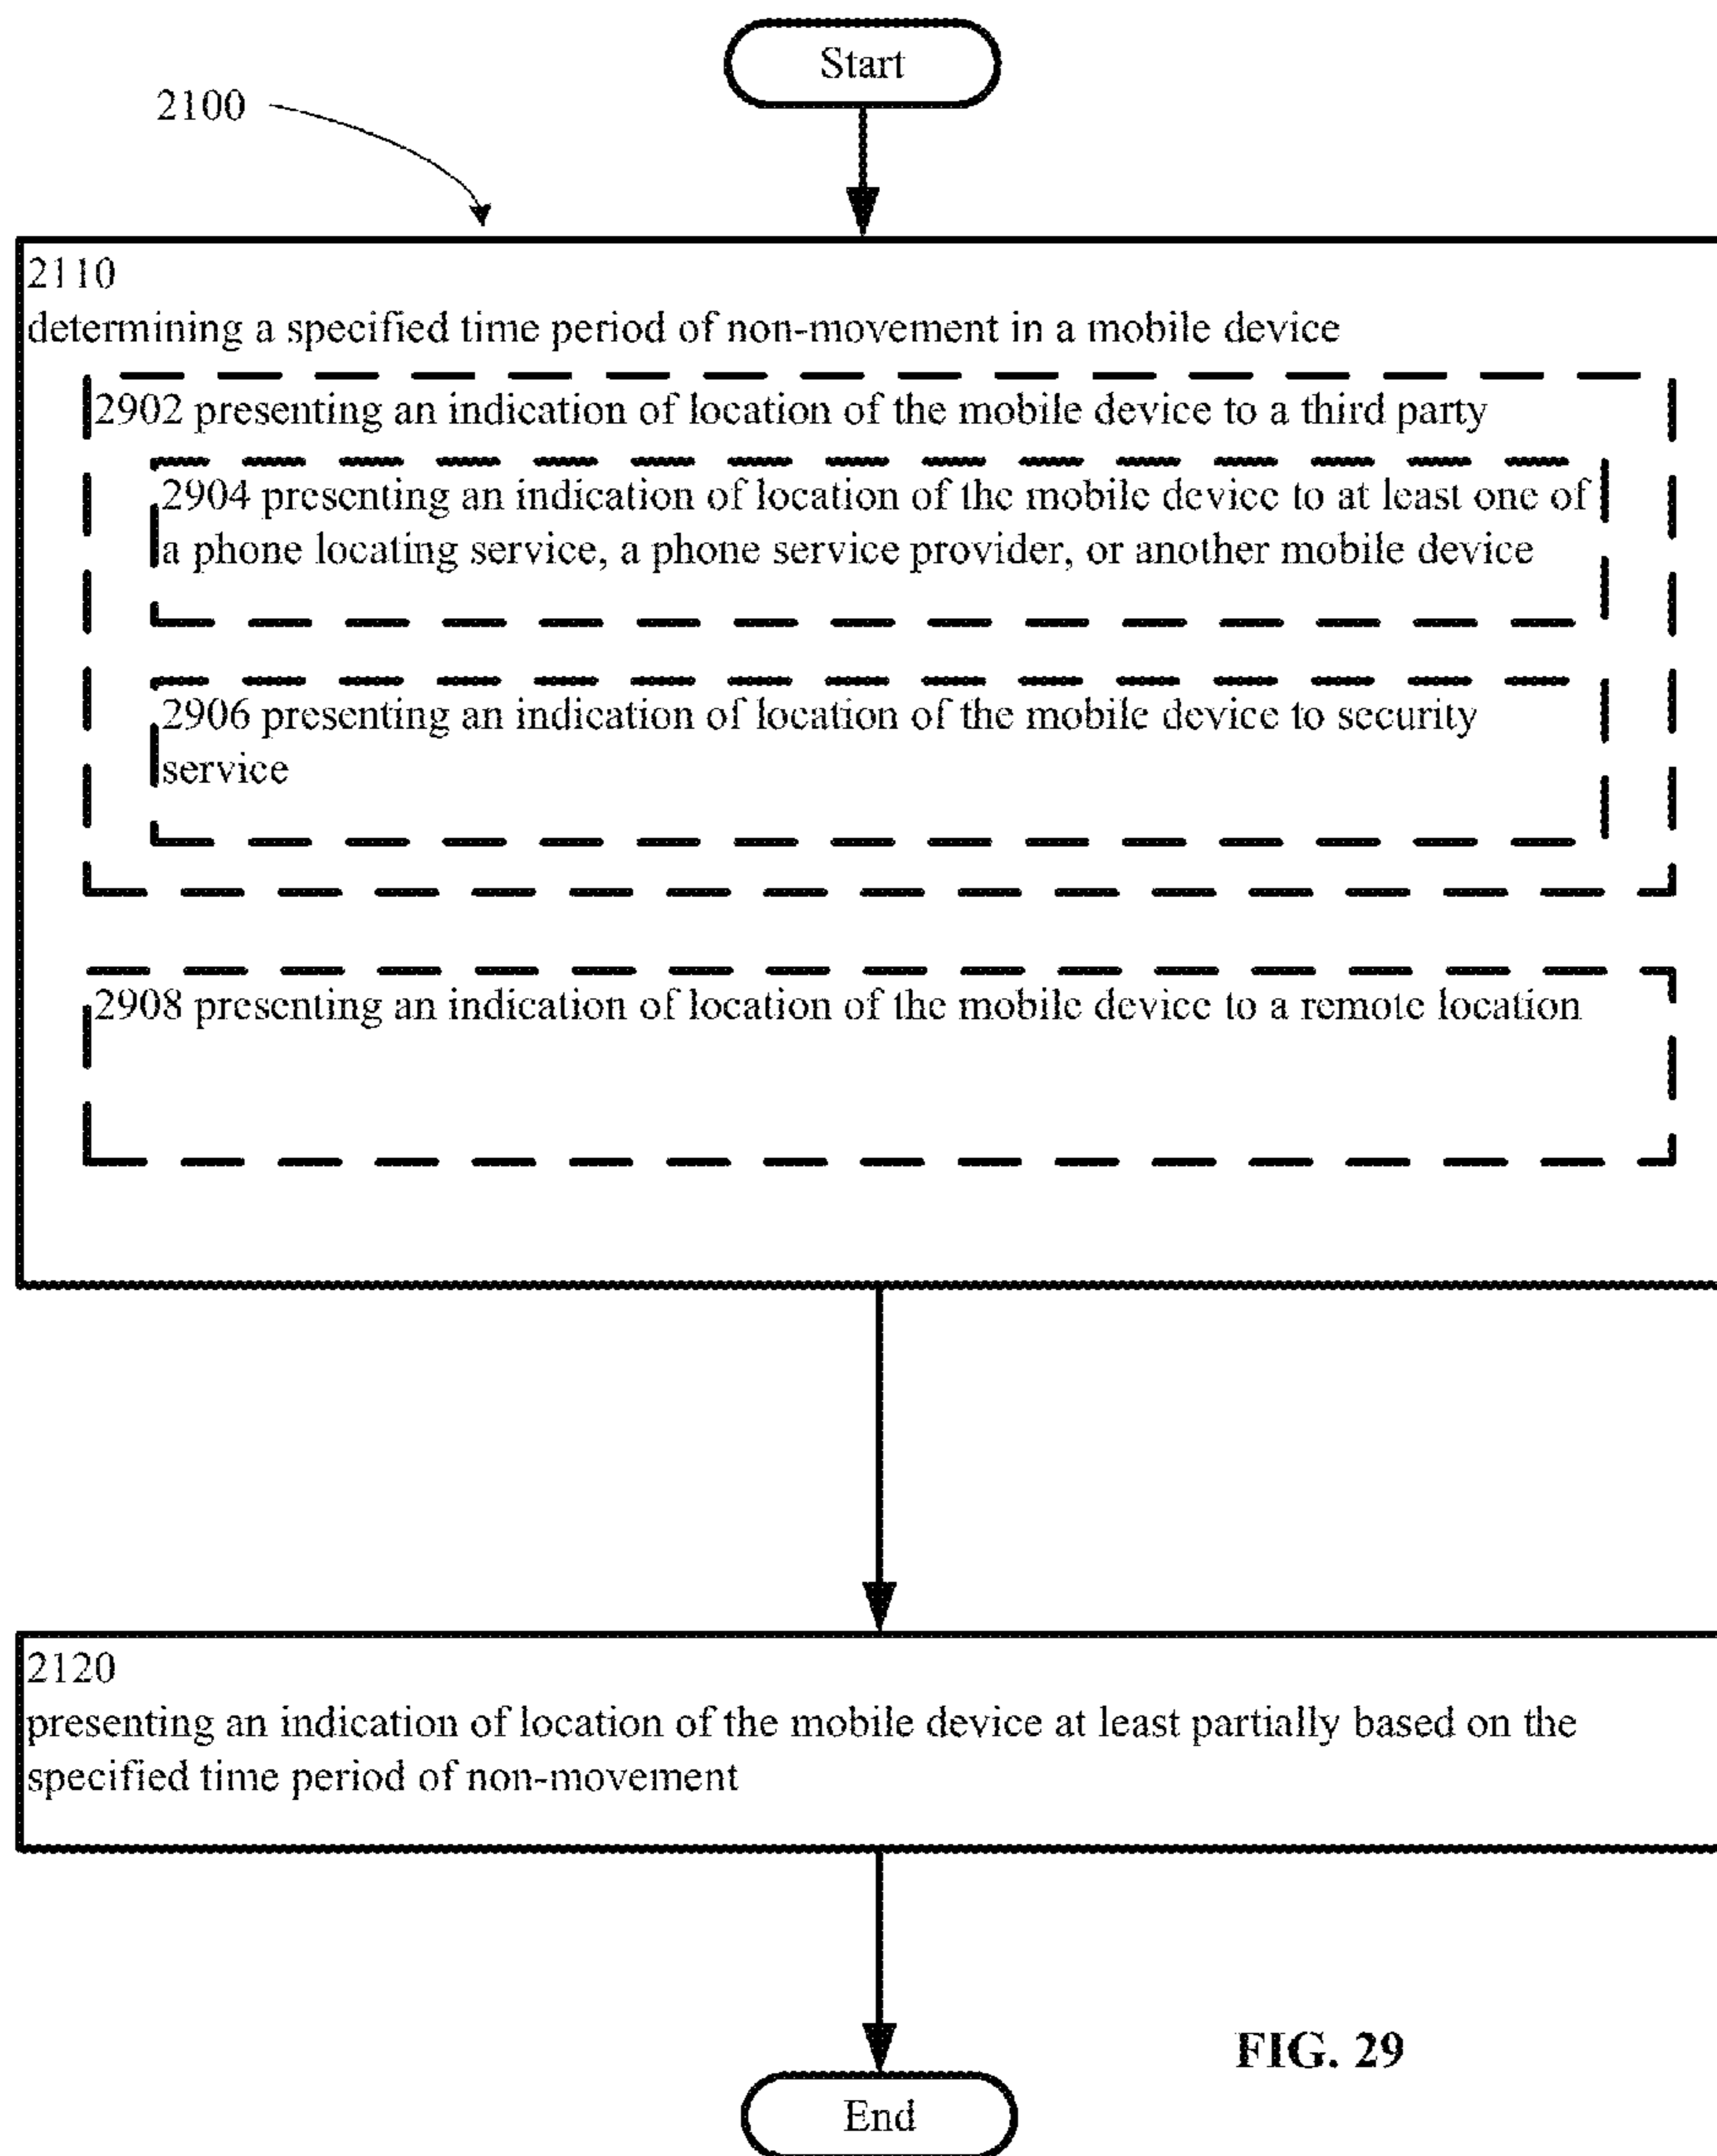 Start
2100
2110
determining a specified time period of non-movement in a mobile device
2902 presenting an indication of location of the mobile device to a third party
2904 presenting an indication of location of the mobile device to at least one of
a phone locating service, a phone service provider, or another mobile device
2906 presenting an indication of location of the mobile device to security
service
2908 presenting an indication of location of the mobile device to a remote location
2120
presenting an indication of location of the mobile device at least partially based on the
specified time period of non-movement
FIG. 29
End